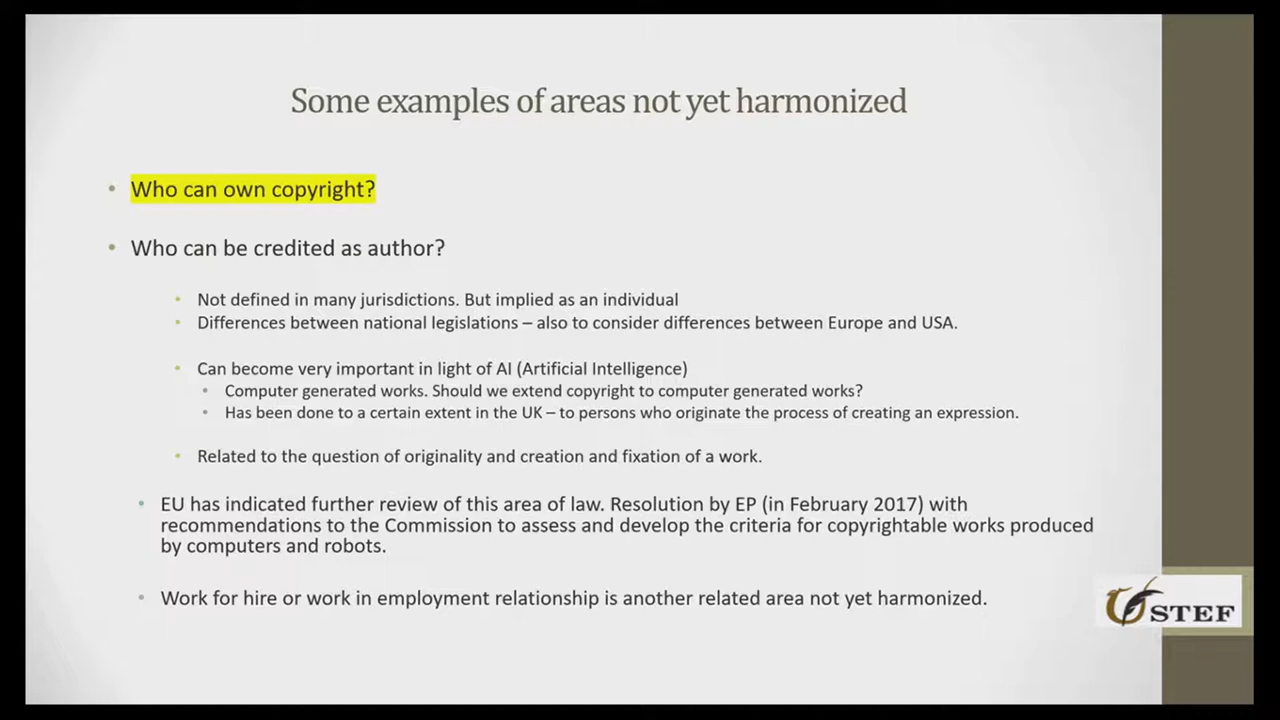 Some examples of areas not yet harmonized
• Who can own copyright?
• Who can be credited as author?
• Not defined in many jurisdictions. But implied as an individual
• Differences between national legislations – also to consider differences between Europe and USA.
• Can become very important in light of AI (Artificial Intelligence)
• Computer generated works. Should we extend copyright to computer generated works?
• Has been done to a certain extent in the UK – to persons who originate the process of creating an expression.
• Related to the question of originality and creation and fixation of a work.
• EU has indicated further review of this area of law. Resolution by EP (in February 2017) with
recommendations to the Commission to assess and develop the criteria for copyrightable works produced
by computers and robots.
• Work for hire or work in employment relationship is another related area not yet harmonized.
STEF